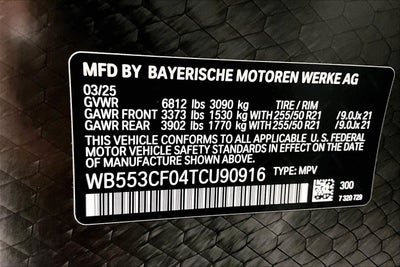 MFD BY BAYERISCHE MOTOREN WERKE AG
03/25
GVWR 6812 lbs 3090 kg TIRE / RIM
GAWR FRONT 3373 lbs 1530 kg with 255/50 R21 /9.0Jx 21
GAWR REAR 3902 lbs 1770 kg with 255/50 R21 /9.0Jx 21
THIS VEHICLE CONFORMS TO ALL APPLICABLE U. S. FEDERAL
MOTOR VEHICLE SAFETY STANDARDS IN EFFECT ON THE DATE
OF MANUFACTURE SHOWN ABOVE.
WB553CF04TCU90916 TYPE: MPV
300
7 320 729